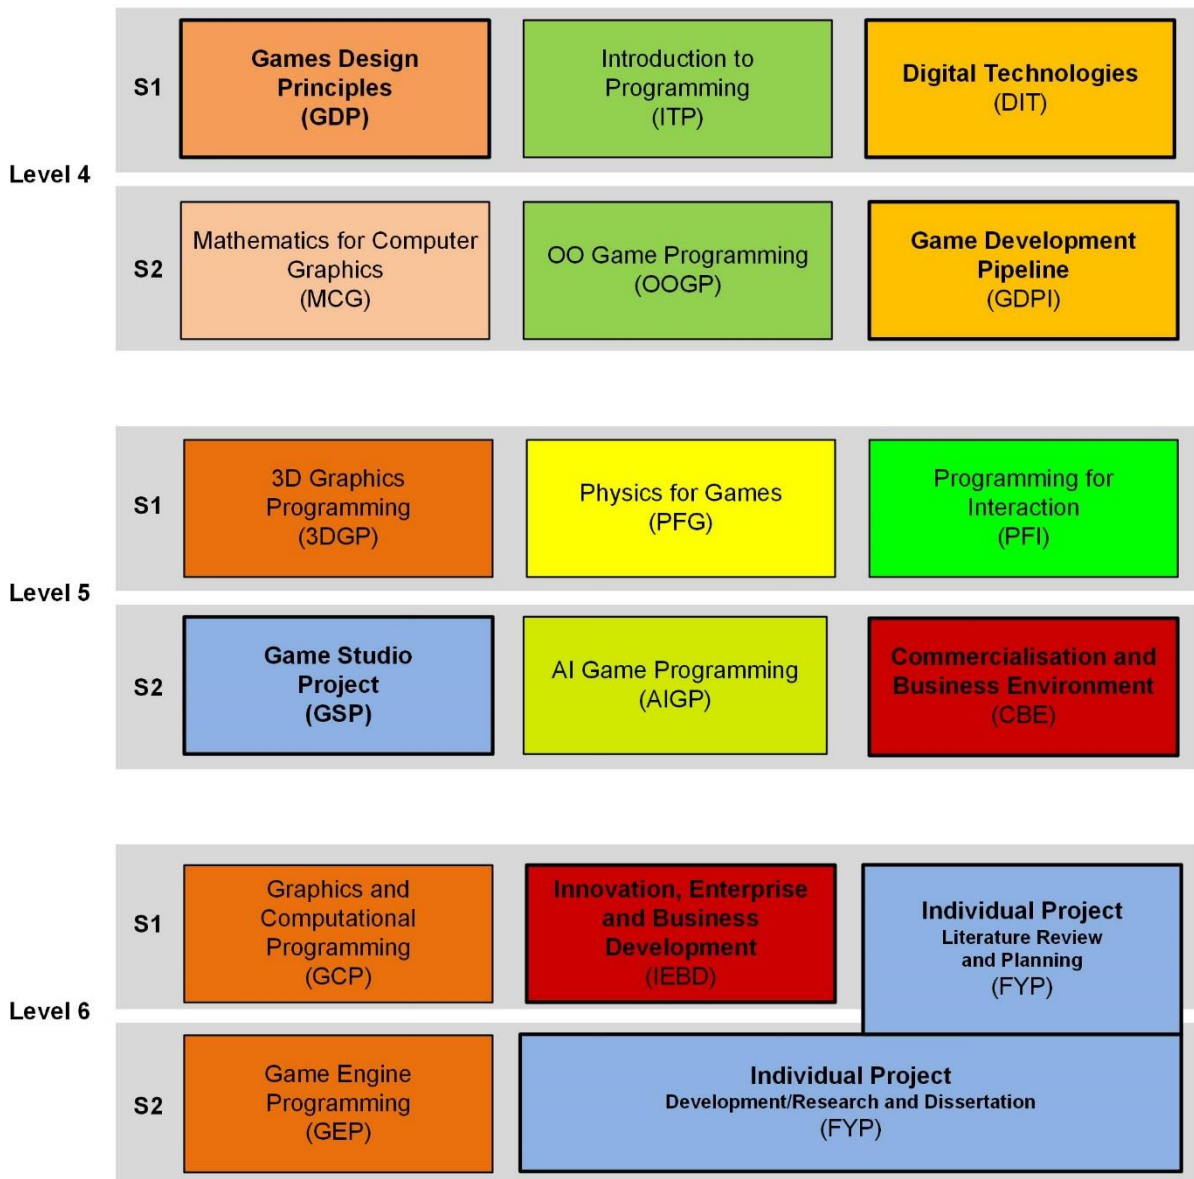 Level 4
S1
Games Design
Principles
(GDP)
Introduction to
Programming
(ITP)
Digital Technologies
(DIT)
S2
Mathematics for Computer
Graphics
(MCG)
OO Game Programming
(OOGP)
Game Development
Pipeline
(GDPI)
Level 5
S1
3D Graphics
Programming
(3DGP)
Physics for Games
(PFG)
Programming for
Interaction
(PFI)
S2
Game Studio
Project
(GSP)
AI Game Programming
(AIGP)
Commercialisation and
Business Environment
(CBE)
Level 6
S1
Graphics and
Computational
Programming
(GCP)
Innovation, Enterprise
and Business
Development
(IEBD)
Individual Project
Literature Review
and Planning
(FYP)
S2
Game Engine
Programming
(GEP)
Individual Project
Development/Research and Dissertation
(FYP)